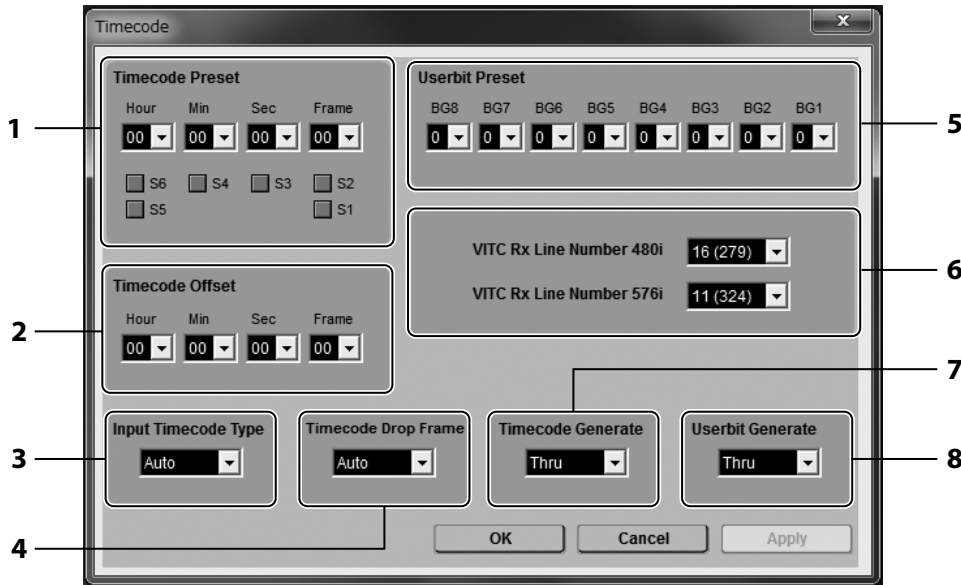 Timecode
x
Timecode Preset
Hour Min Sec Frame
00 00 00 00
S6 S4 S3 S2
S5 S1
1
Userbit Preset
BG8 BG7 BG6 BG5 BG4 BG3 BG2 BG1
0 0 0 0 0 0 0 0
5
VITC Rx Line Number 480i 16 (279)
VITC Rx Line Number 576i 11 (324)
6
Timecode Offset
Hour Min Sec Frame
00 00 00 00
2
7
Input Timecode Type
Auto
3
Timecode Drop Frame
Auto
4
Timecode Generate
Thru
Userbit Generate
Thru
8
OK Cancel Apply